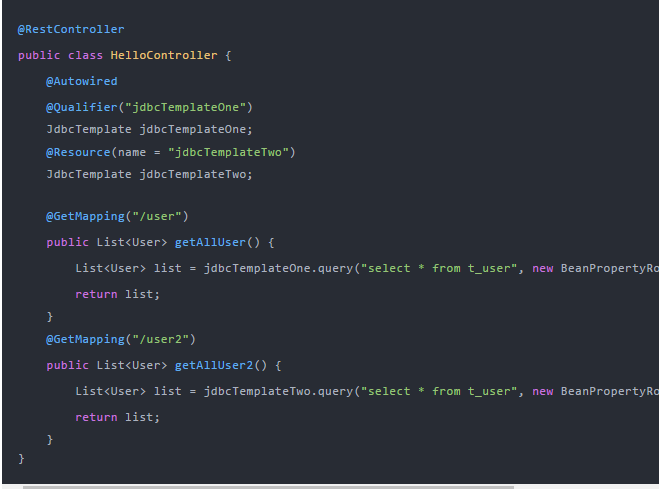 @RestController
public class HelloController {
@Autowired
@Qualifier("jdbcTemplateOne")
JdbcTemplate jdbcTemplateOne;
@Resource(name = "jdbcTemplateTwo")
JdbcTemplate jdbcTemplateTwo;
@GetMapping("/user")
public List<User> getAllUser() {
List<User> list = jdbcTemplateOne.query("select * from t_user", new BeanPropertyRo
return list;
}
@GetMapping("/user2")
public List<User> getAllUser2() {
List<User> list = jdbcTemplateTwo.query("select * from t_user", new BeanPropertyRo
return list;
}
}